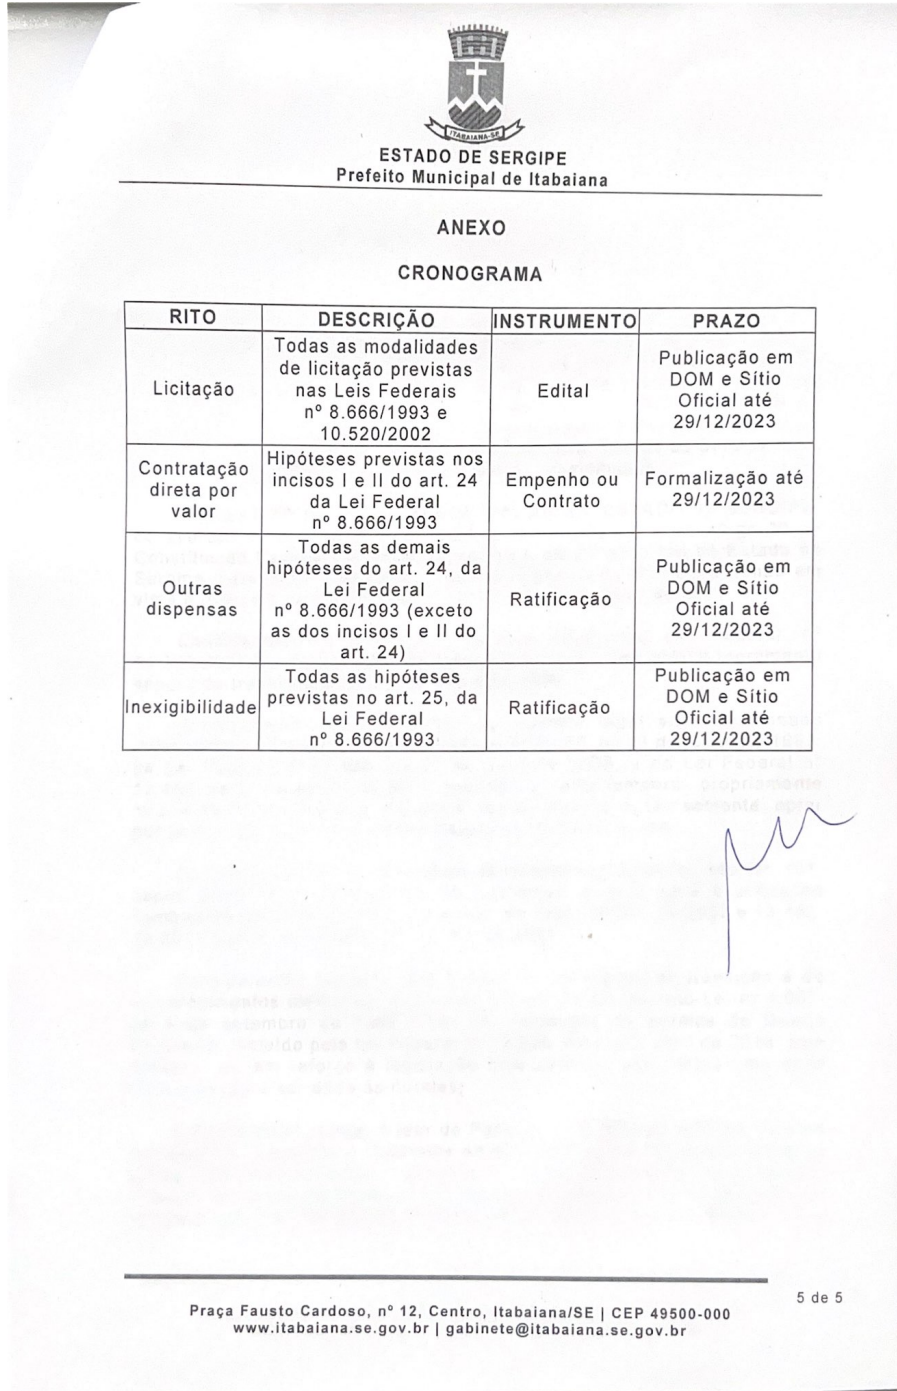 ITABAIANA-SE
ESTADO DE SERGIPE
Prefeito Municipal de Itabaiana
ANEXO
CRONOGRAMA
RITO DESCRIÇÃO INSTRUMENTO PRAZO
Licitação
Todas as modalidades
de licitação previstas
nas Leis Federais
nº 8.666/1993 e
10.520/2002
Edital
Publicação em
DOM e Sítio
Oficial até
29/12/2023
Contratação
direta por
valor
Hipóteses previstas nos
incisos I e II do art. 24
da Lei Federal
nº 8.666/1993
Empenho ou
Contrato
Formalização até
29/12/2023
Outras
dispensas
Todas as demais
hipóteses do art. 24, da
Lei Federal
nº 8.666/1993 (exceto
as dos incisos I e II do
art. 24)
Ratificação
Publicação em
DOM e Sítio
Oficial até
29/12/2023
Inexigibilidade
Todas as hipóteses
previstas no art. 25, da
Lei Federal
nº 8.666/1993
Ratificação
Publicação em
DOM e Sítio
Oficial até
29/12/2023
5 de 5
Praça Fausto Cardoso, nº 12, Centro, Itabaiana/SE | CEP 49500-000
www.itabaiana.se.gov.br | gabinete@itabaiana.se.gov.br